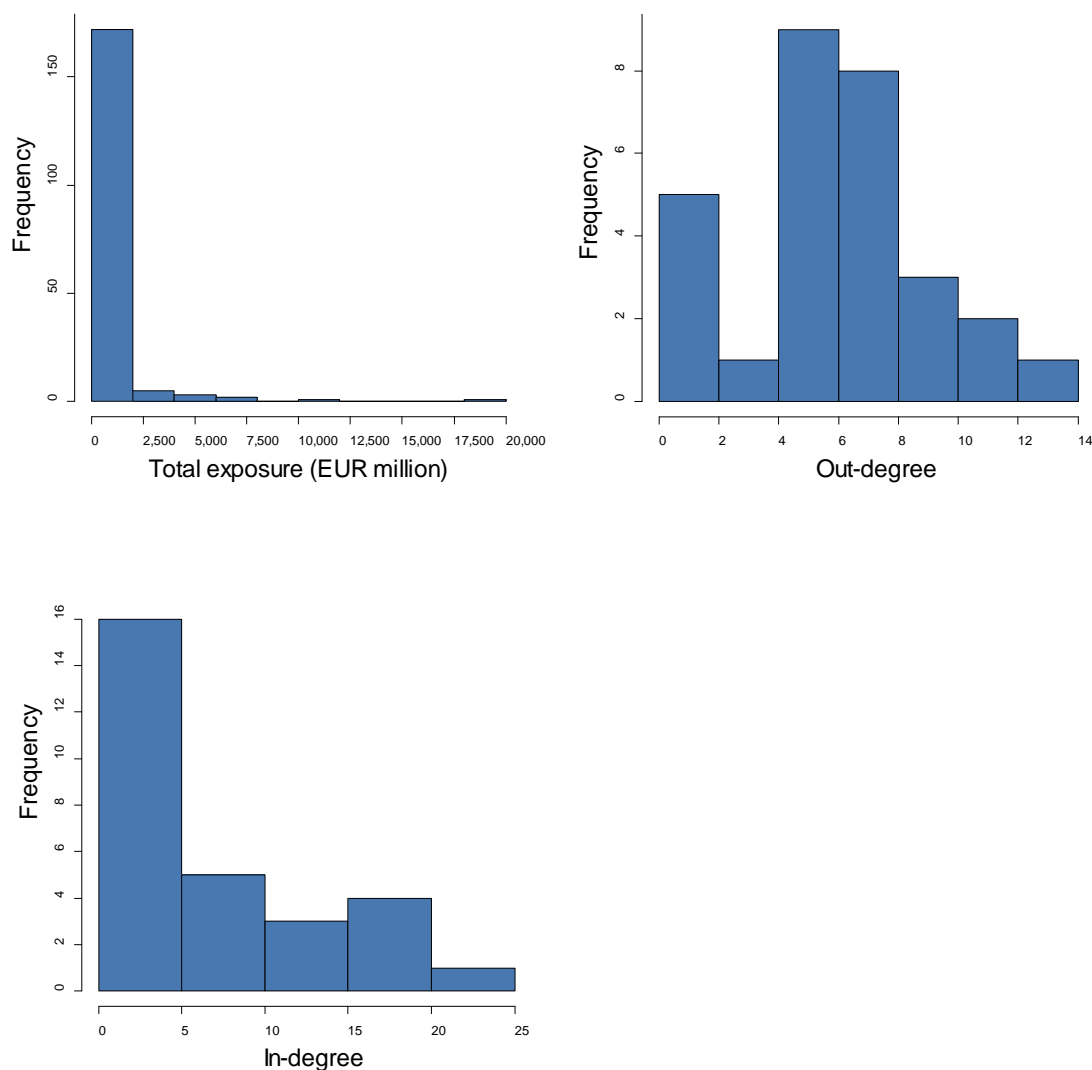 Frequency
150
100
50
0
0 2,500 5,000 7,500 10,000 12,500 15,000 17,500 20,000
Total exposure (EUR million)
Frequency
8
6
4
2
0
0 2 4 6 8 10 12 14
Out-degree
Frequency
16
14
12
10
8
6
4
2
0
0 5 10 15 20 25
In-degree